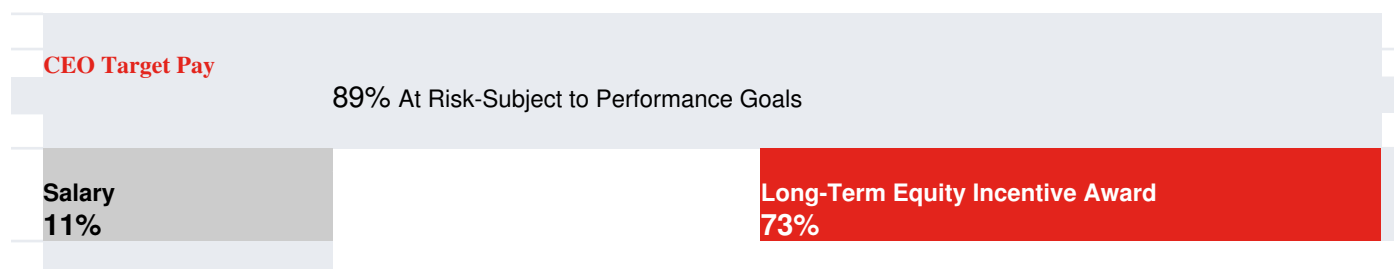 CEO Target Pay
89% At Risk-Subject to Performance Goals
Salary
11%
Long-Term Equity Incentive Award
73%